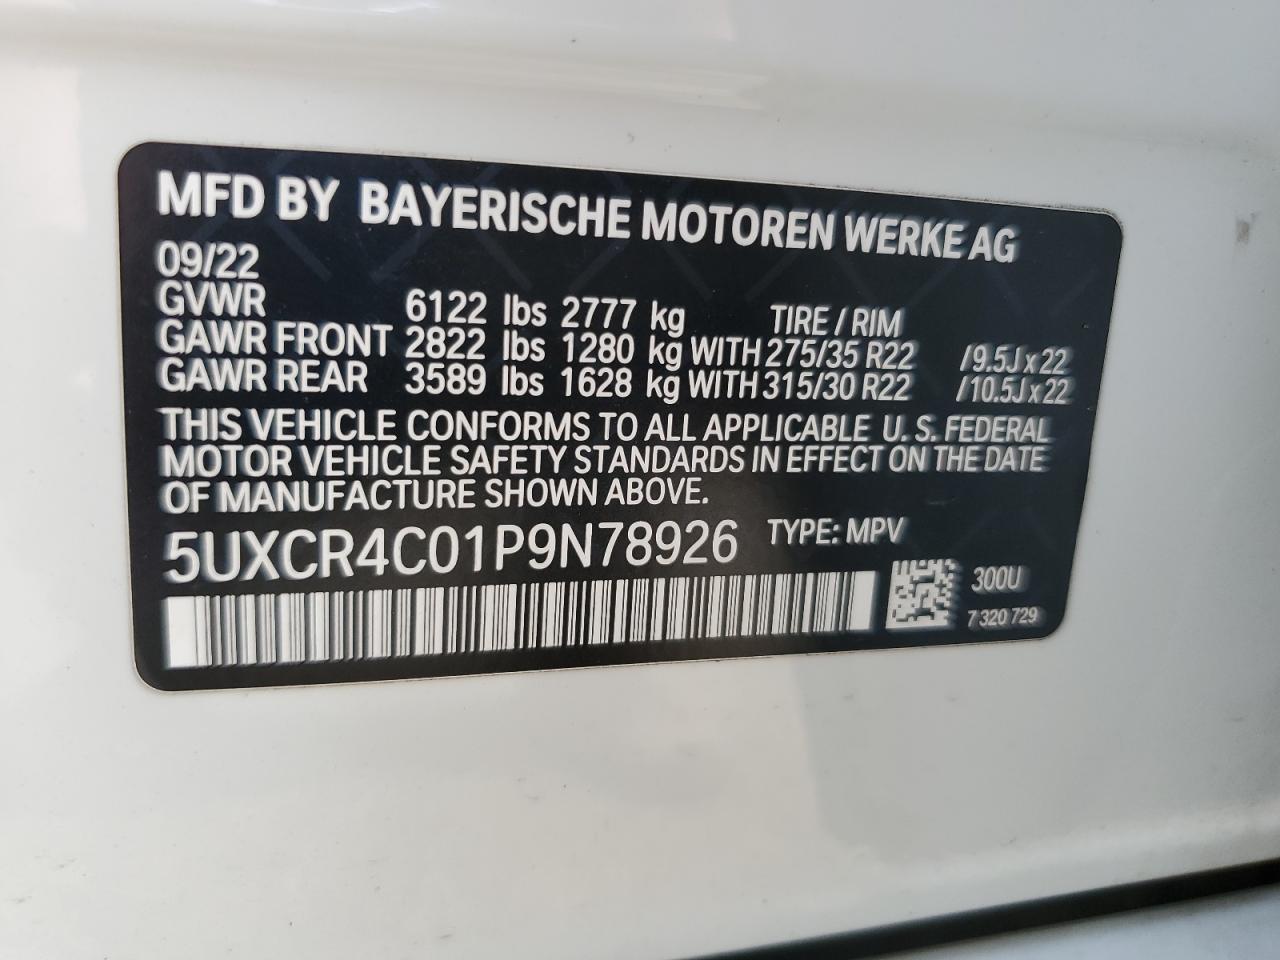 MFD BY BAYERISCHE MOTOREN WERKE AG
09/22
GVWR 6122 lbs 2777 kg TIRE / RIM
GAWR FRONT 2822 lbs 1280 kg WITH 275/35 R22 /9.5J x 22
GAWR REAR 3589 lbs 1628 kg WITH 315/30 R22 /10.5J x 22
THIS VEHICLE CONFORMS TO ALL APPLICABLE U. S. FEDERAL
MOTOR VEHICLE SAFETY STANDARDS IN EFFECT ON THE DATE
OF MANUFACTURE SHOWN ABOVE.
5UXCR4C01P9N78926 TYPE: MPV
300U
7 320 729